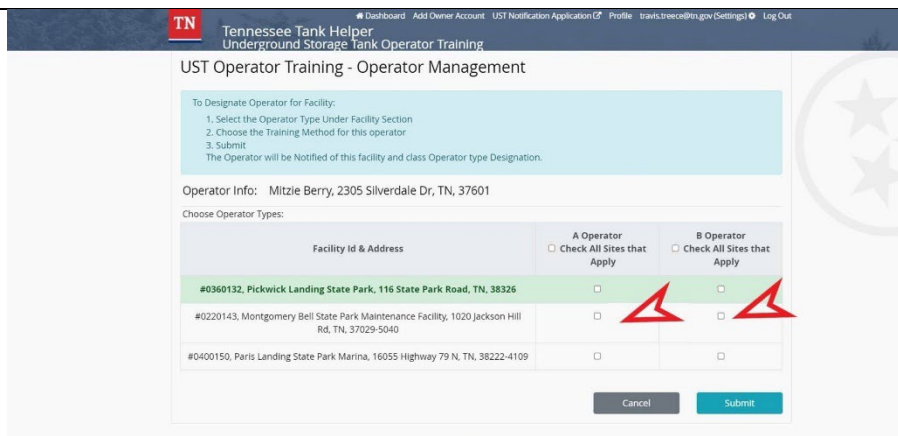 TN
Dashboard Add Owner Account UST Notification Application Profile travis.treece@tn.gov (Settings) Log Out
Tennessee Tank Helper
Underground Storage Tank Operator Training
UST Operator Training - Operator Management
To Designate Operator for Facility:
1. Select the Operator Type Under Facility Section
2. Choose the Training Method for this operator
3. Submit
The Operator will be Notified of this facility and class Operator type Designation.
Operator Info: Mitzie Berry, 2305 Silverdale Dr, TN, 37601
Choose Operator Types:
Facility Id & Address
A Operator
Check All Sites that
Apply
B Operator
Check All Sites that
Apply
#0360132, Pickwick Landing State Park, 116 State Park Road, TN, 38326
#0220143, Montgomery Bell State Park Maintenance Facility, 1020 Jackson Hill
Rd, TN, 37029-5040
#0400150, Paris Landing State Park Marina, 16055 Highway 79 N, TN, 38222-4109
Cancel
Submit